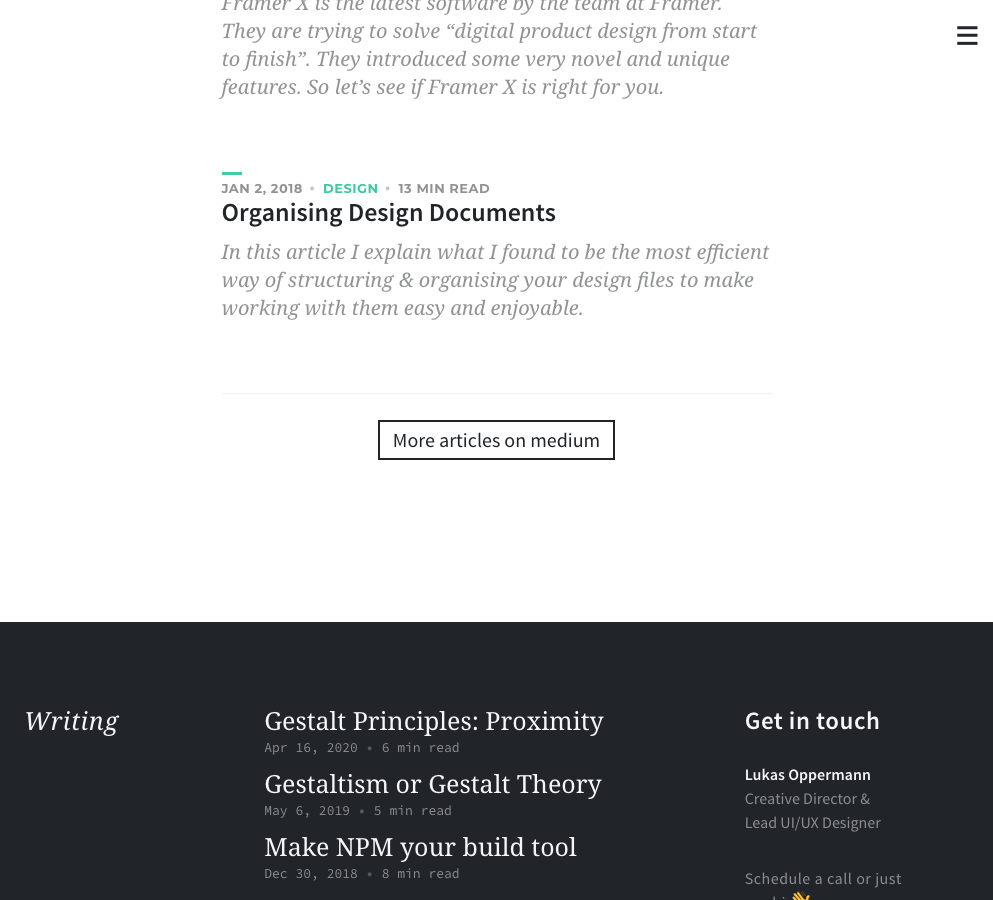 Framer X is the latest software by the team at Framer.
They are trying to solve “digital product design from start
to finish”. They introduced some very novel and unique
features. So let’s see if Framer X is right for you.
JAN 2, 2018 • DESIGN • 13 MIN READ
Organising Design Documents
In this article I explain what I found to be the most efficient
way of structuring & organising your design files to make
working with them easy and enjoyable.
More articles on medium
Writing
Gestalt Principles: Proximity
Apr 16, 2020 • 6 min read
Gestaltism or Gestalt Theory
May 6, 2019 • 5 min read
Make NPM your build tool
Dec 30, 2018 • 8 min read
Get in touch
Lukas Oppermann
Creative Director &
Lead UI/UX Designer
Schedule a call or just